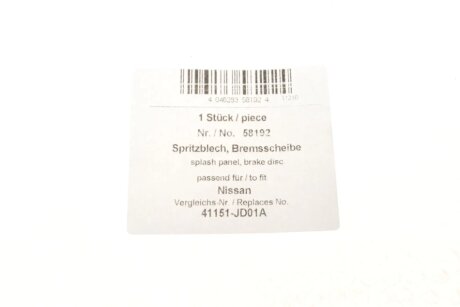 4 046353 58192 4
1 Stück / piece
Nr. / No. 58192
Spritzblech, Bremsscheibe
splash panel, brake disc
passend für / to fit
Nissan
Vergleichs-Nr / Replaces No.
41151-JD01A